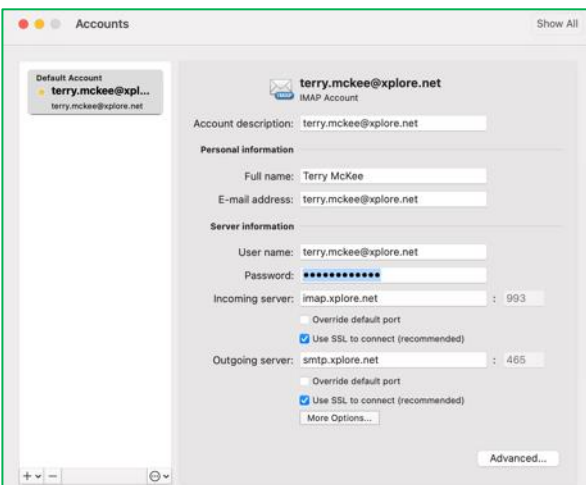 Accounts
Show All
Default Account
terry.mckee@xpl...
terry.mckee@xplore.net
terry.mckee@xplore.net
IMAP
IMAP Account
Account description: terry.mckee@xplore.net
Personal information
Full name: Terry McKee
E-mail address: terry.mckee@xplore.net
Server information
User name: terry.mckee@xplore.net
Password: ••••••••••••
Incoming server: imap.xplore.net : 993
Override default port
Use SSL to connect (recommended)
Outgoing server: smtp.xplore.net : 465
Override default port
Use SSL to connect (recommended)
More Options...
Advanced...